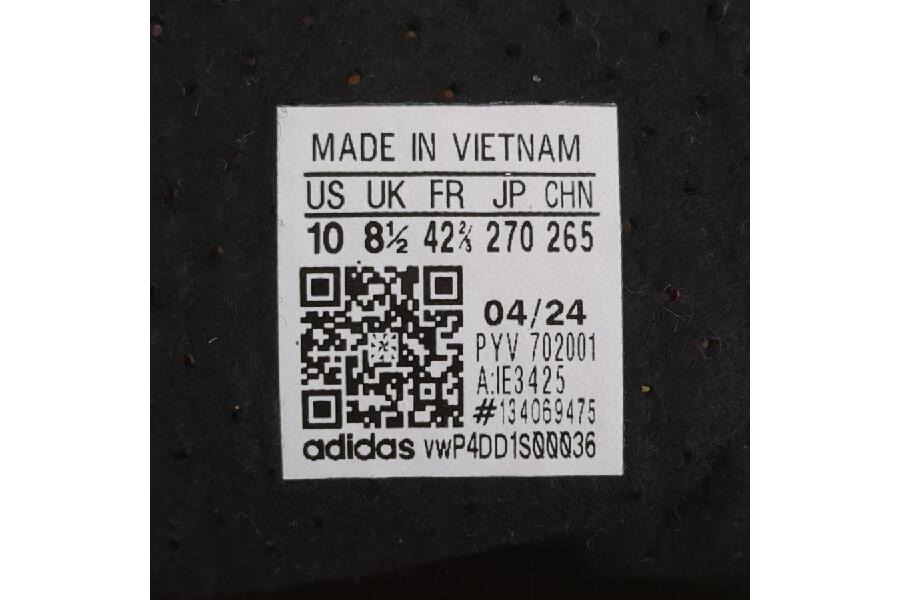 MADE IN VIETNAM
US UK FR JP CHN
10 8½ 42⅔ 270 265
04/24
PYV 702001
A:IE3425
#134069475
adidas vwP4DD1S00036